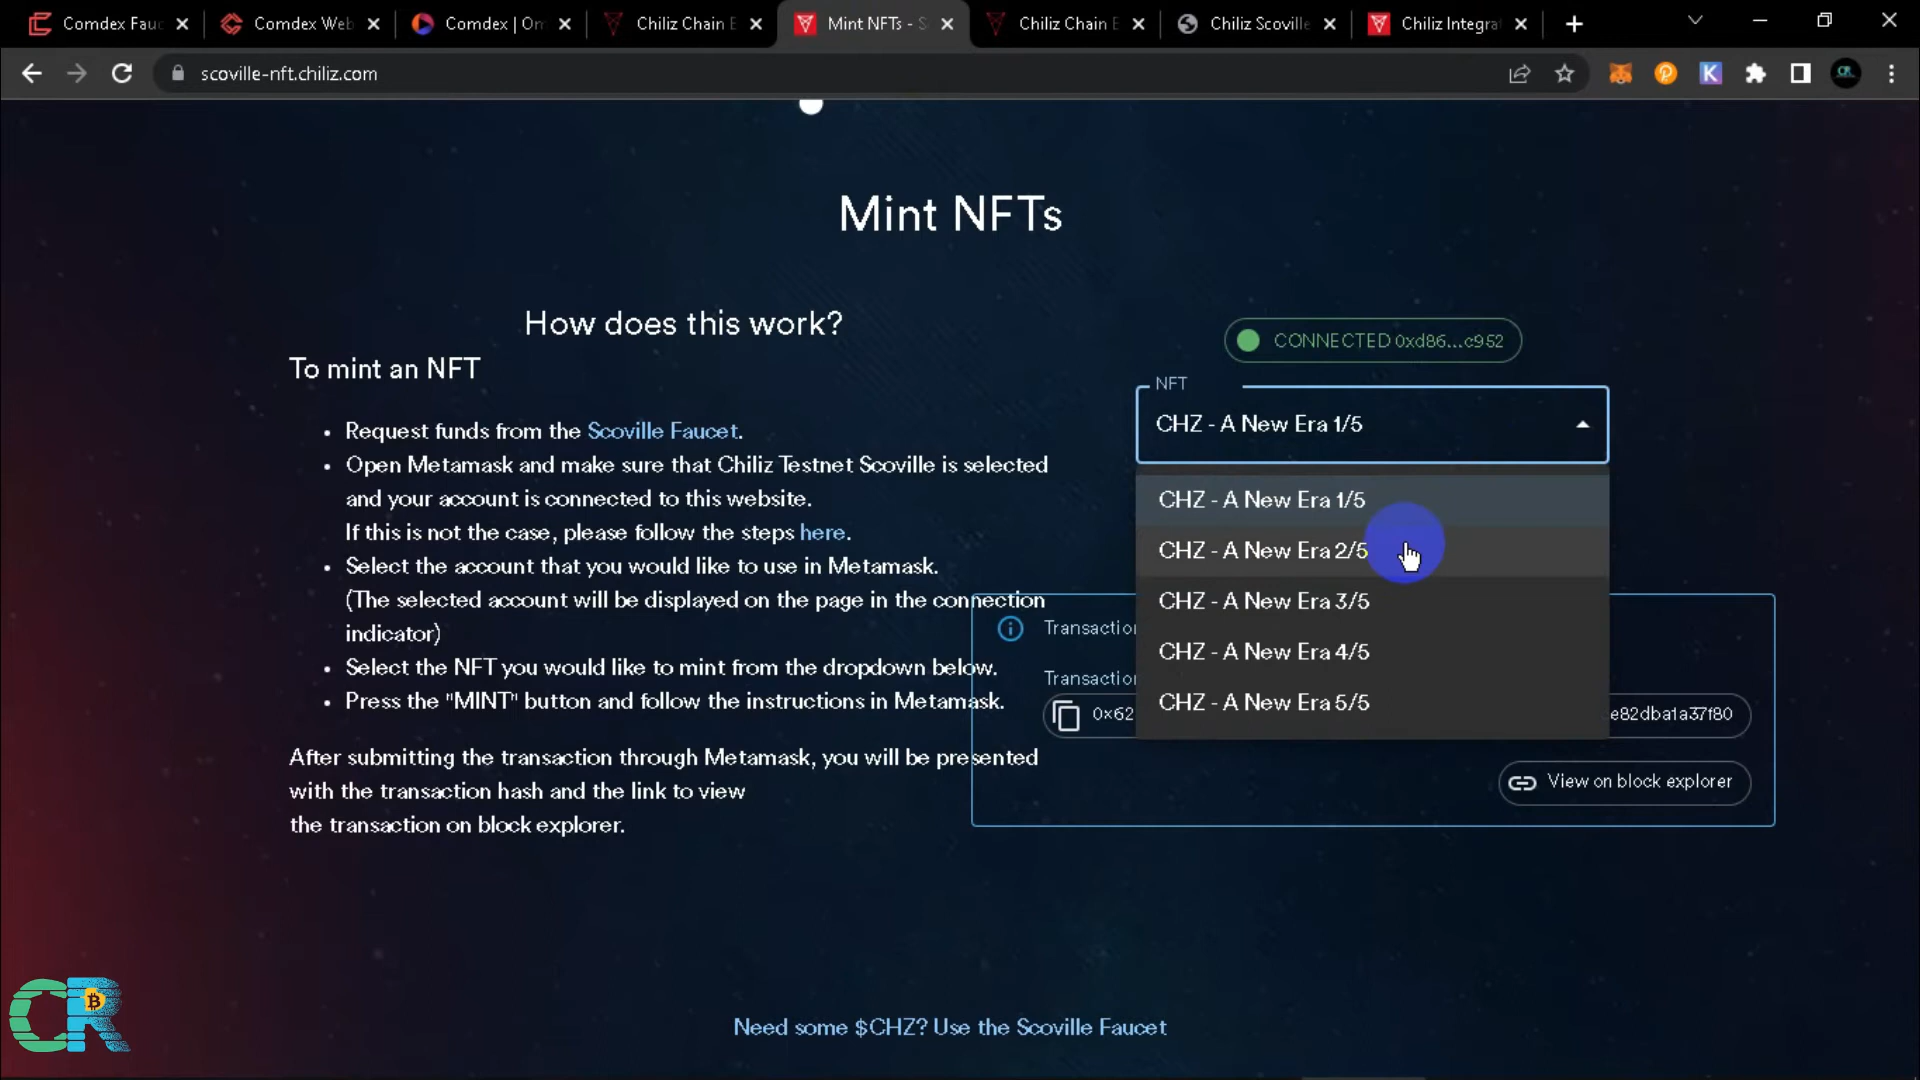 Comdex Fauc
Comdex Web
Comdex | Om
Chiliz Chain E
Mint NFTs - S
Chiliz Chain E
Chiliz Scoville
Chiliz Integrat
scoville-nft.chiliz.com
Mint NFTs
How does this work?
To mint an NFT
• Request funds from the Scoville Faucet.
• Open Metamask and make sure that Chiliz Testnet Scoville is selected
and your account is connected to this website.
If this is not the case, please follow the steps here.
• Select the account that you would like to use in Metamask.
(The selected account will be displayed on the page in the connection
indicator)
• Select the NFT you would like to mint from the dropdown below.
• Press the "MINT" button and follow the instructions in Metamask.
After submitting the transaction through Metamask, you will be presented
with the transaction hash and the link to view
the transaction on block explorer.
CONNECTED 0xd86...c952
NFT
CHZ - A New Era 1/5
CHZ - A New Era 1/5
CHZ - A New Era 2/5
CHZ - A New Era 3/5
CHZ - A New Era 4/5
CHZ - A New Era 5/5
Transaction
Transaction
0x62
e82dba1a37f80
View on block explorer
Need some $CHZ? Use the Scoville Faucet
CR